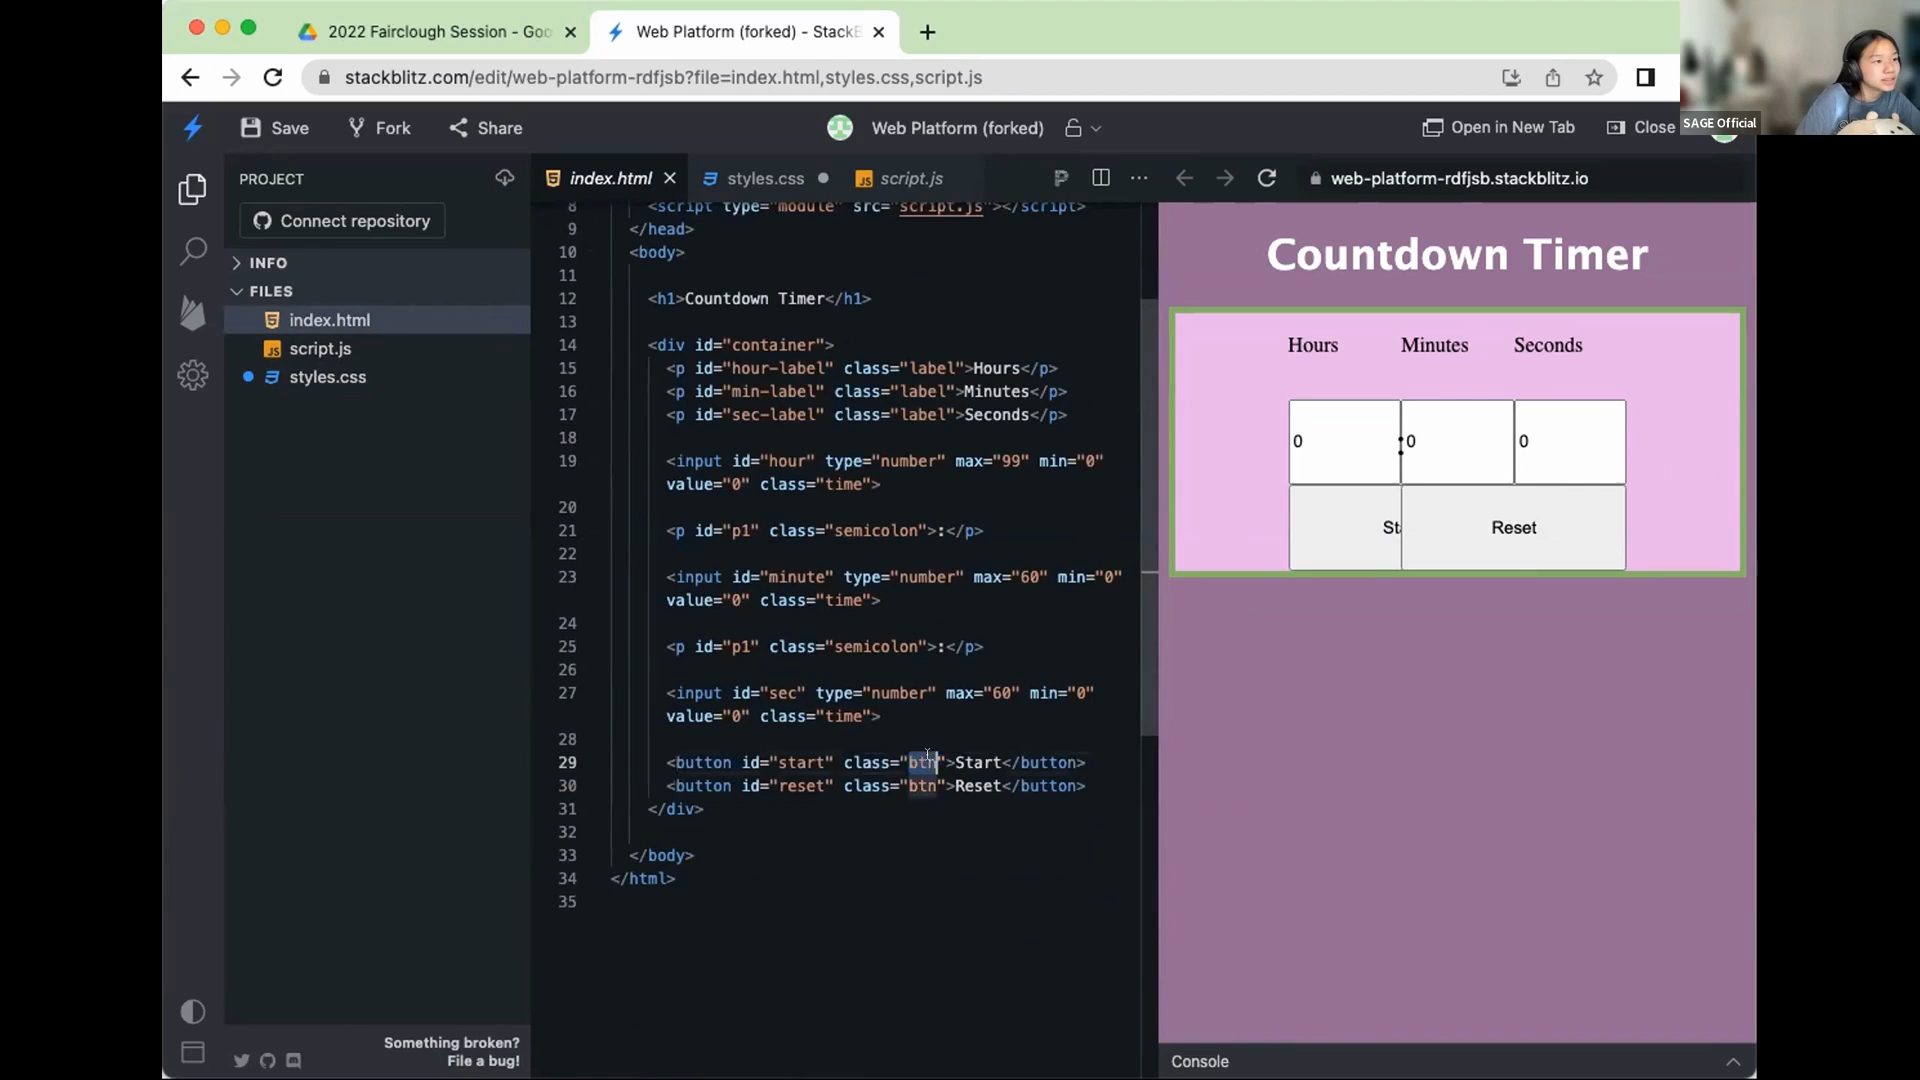 2022 Fairclough Session - Goo
Web Platform (forked) - StackB
stackblitz.com/edit/web-platform-rdfjsb?file=index.html,styles.css,script.js
SAGE Official
Save
Fork
Share
Web Platform (forked)
Open in New Tab
Close
PROJECT
Connect repository
INFO
FILES
index.html
script.js
styles.css
index.html
styles.css
script.js
web-platform-rdfjsb.stackblitz.io
8 <script type="module" src="script.js"></script>
9 </head>
10 <body>
11
12 <h1>Countdown Timer</h1>
13
14 <div id="container">
15 <p id="hour-label" class="label">Hours</p>
16 <p id="min-label" class="label">Minutes</p>
17 <p id="sec-label" class="label">Seconds</p>
18
19 <input id="hour" type="number" max="99" min="0"
value="0" class="time">
20
21 <p id="p1" class="semicolon">:</p>
22
23 <input id="minute" type="number" max="60" min="0"
value="0" class="time">
24
25 <p id="p1" class="semicolon">:</p>
26
27 <input id="sec" type="number" max="60" min="0"
value="0" class="time">
28
29 <button id="start" class="btn">Start</button>
30 <button id="reset" class="btn">Reset</button>
31 </div>
32
33 </body>
34 </html>
35
Countdown Timer
Hours Minutes Seconds
0 : 0 0
Sta Reset
Something broken?
File a bug!
Console